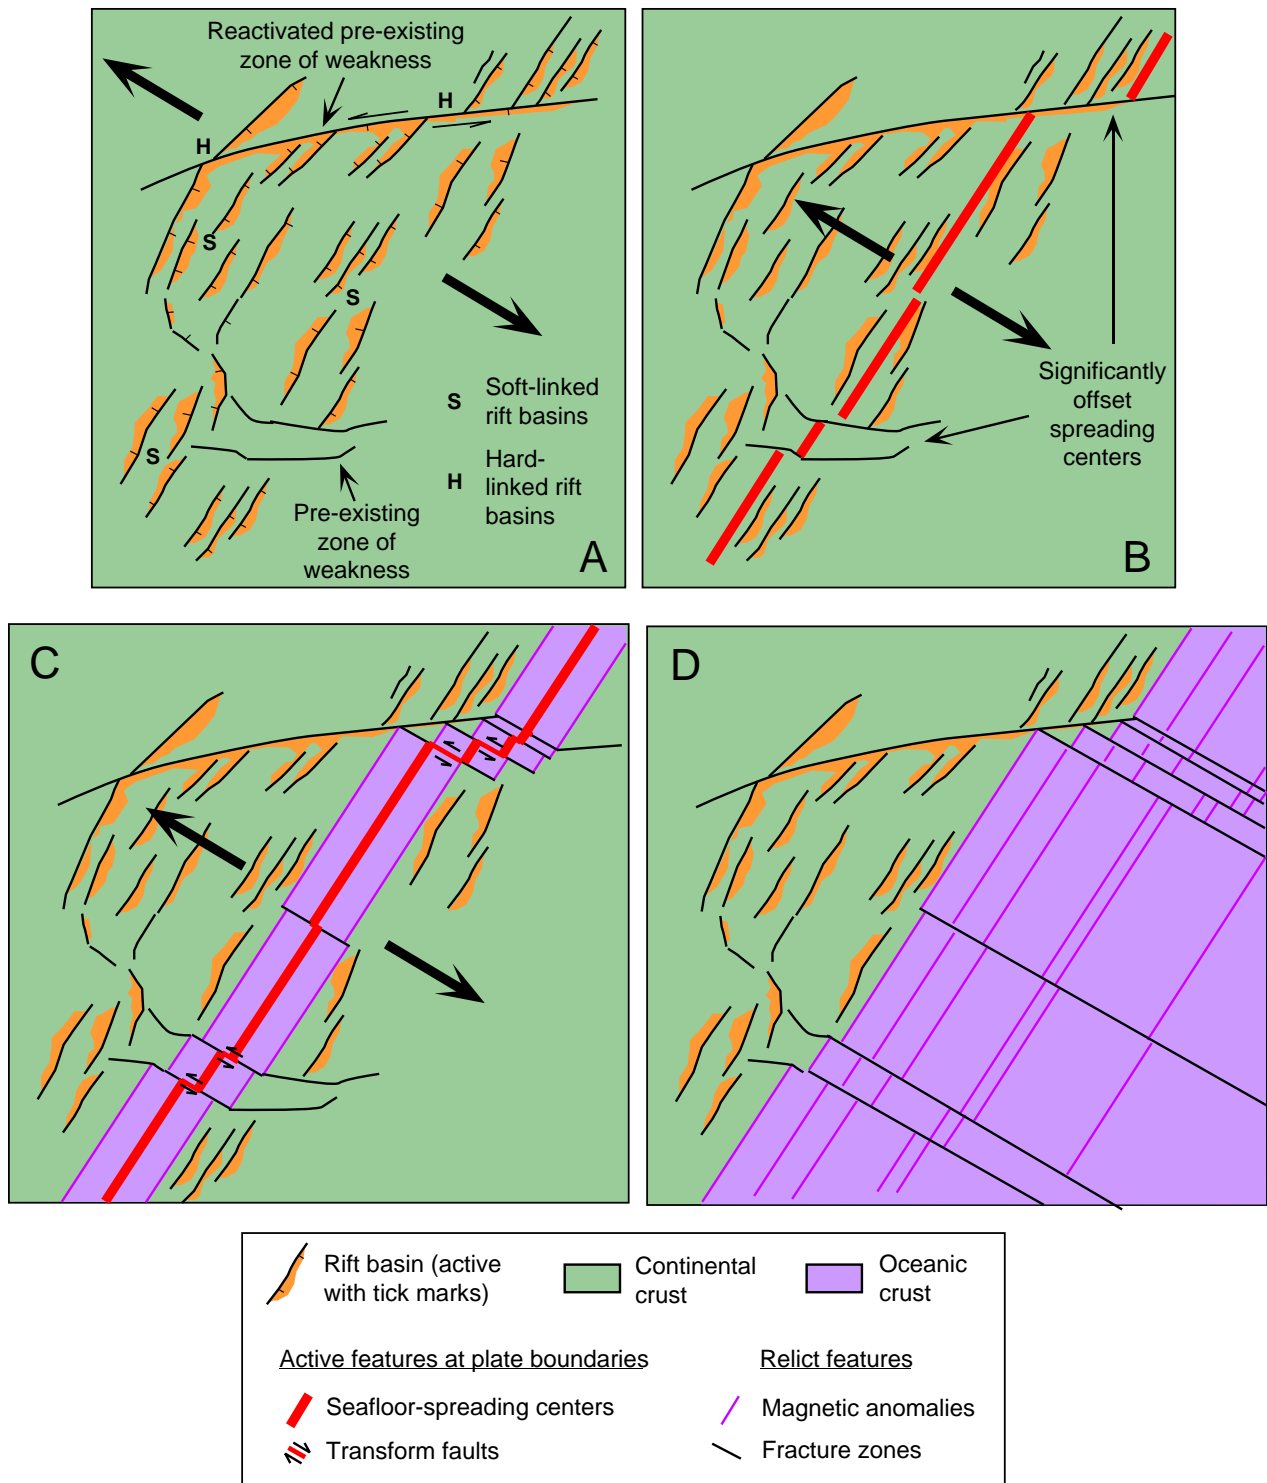 Reactivated pre-existing
zone of weakness
H
H
S
S
S
S
Soft-linked
rift basins
H
Hard-
linked rift
basins
Pre-existing
zone of
weakness
A
Significantly
offset
spreading
centers
B
C
D
Rift basin (active
with tick marks)
Continental
crust
Oceanic
crust
Active features at plate boundaries
Relict features
Seafloor-spreading centers
Magnetic anomalies
Transform faults
Fracture zones